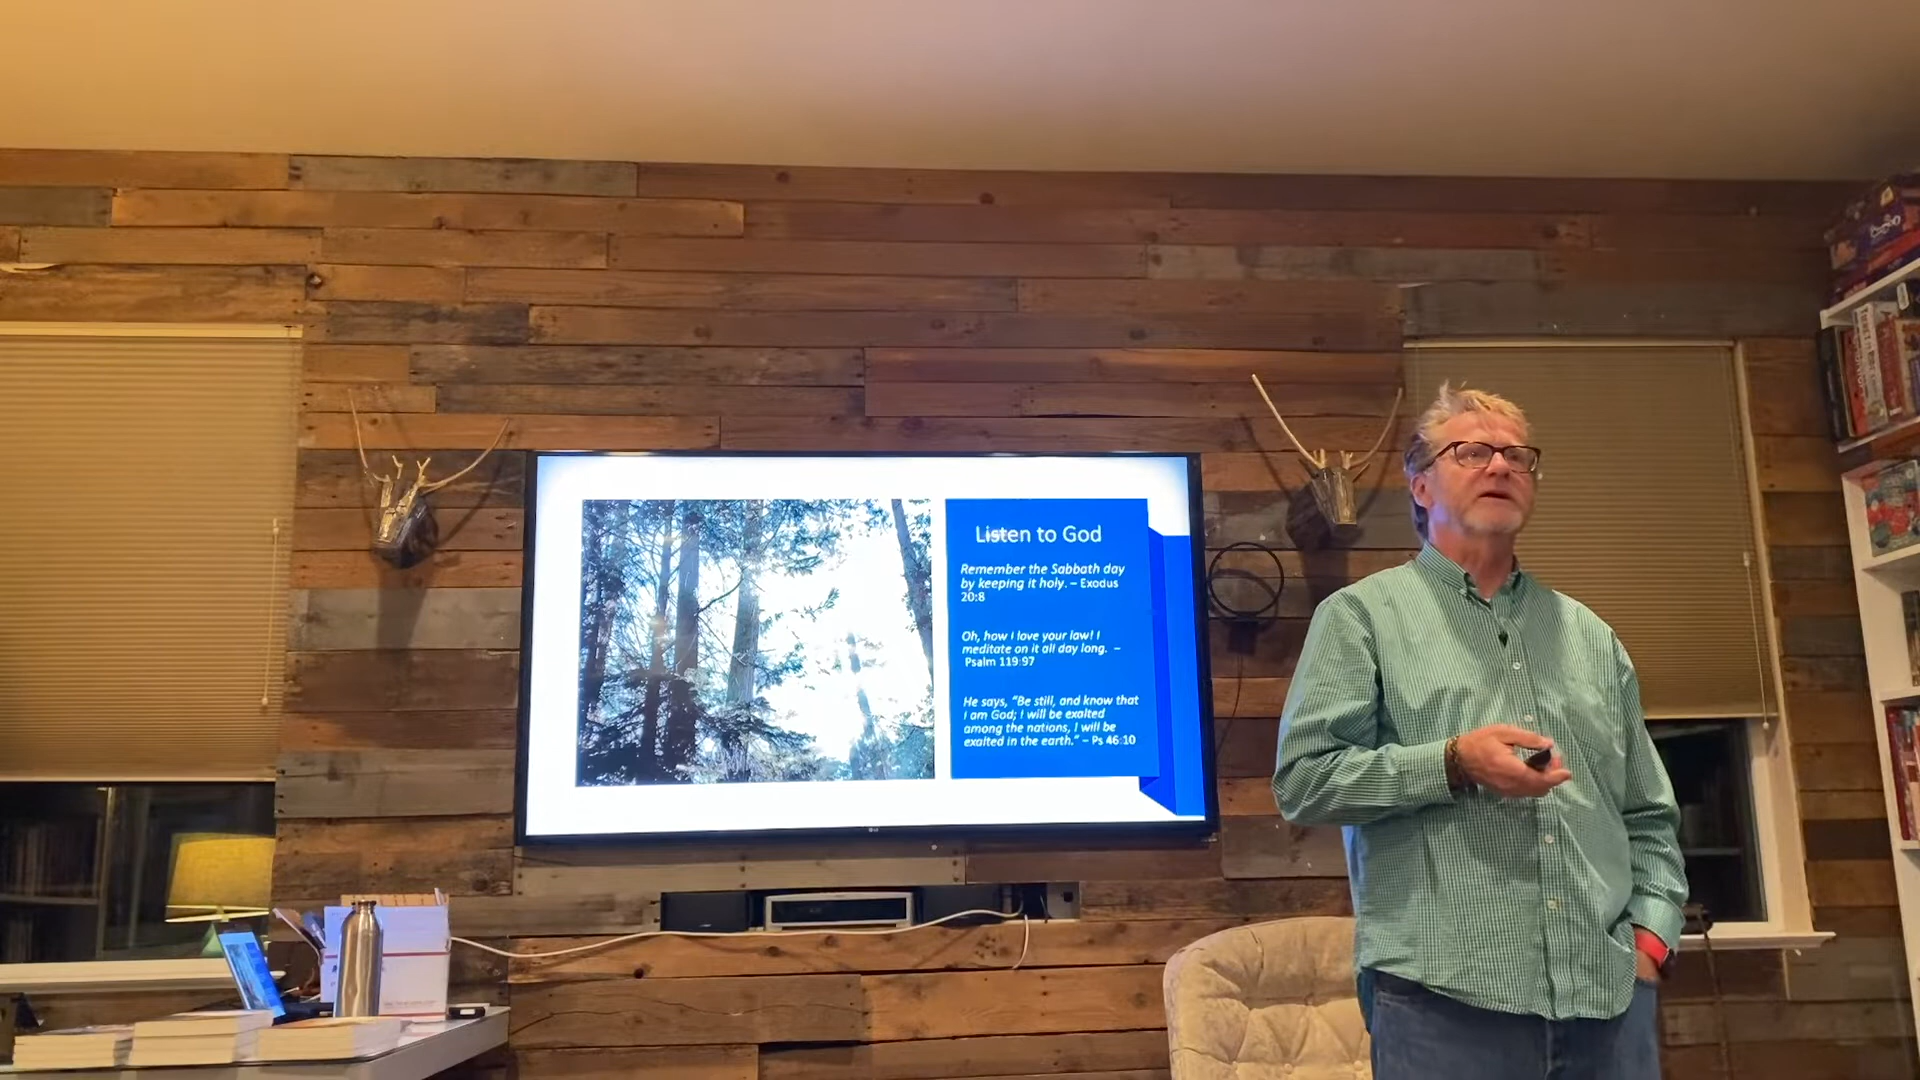 Listen to God
Remember the Sabbath day
by keeping it holy. – Exodus
20:8
Oh, how I love your law! I
meditate on it all day long. –
Psalm 119:97
He says, “Be still, and know that
I am God; I will be exalted
among the nations, I will be
exalted in the earth.” – Ps 46:10
LG